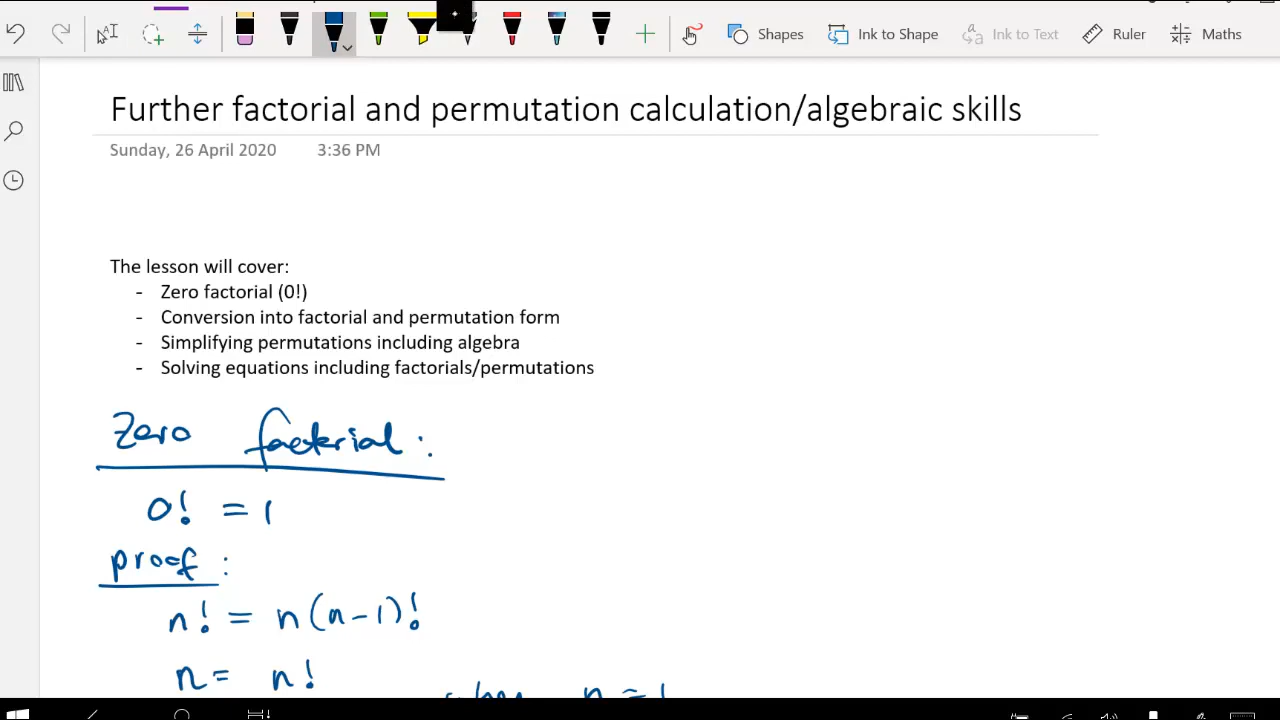 Shapes Ink to Shape Ink to Text Ruler Maths
Further factorial and permutation calculation/algebraic skills
Sunday, 26 April 2020 3:36 PM
The lesson will cover:
- Zero factorial (0!)
- Conversion into factorial and permutation form
- Simplifying permutations including algebra
- Solving equations including factorials/permutations
Zero factorial :
0! = 1
proof :
n! = n(n-1)!
n = n!
when n = 1